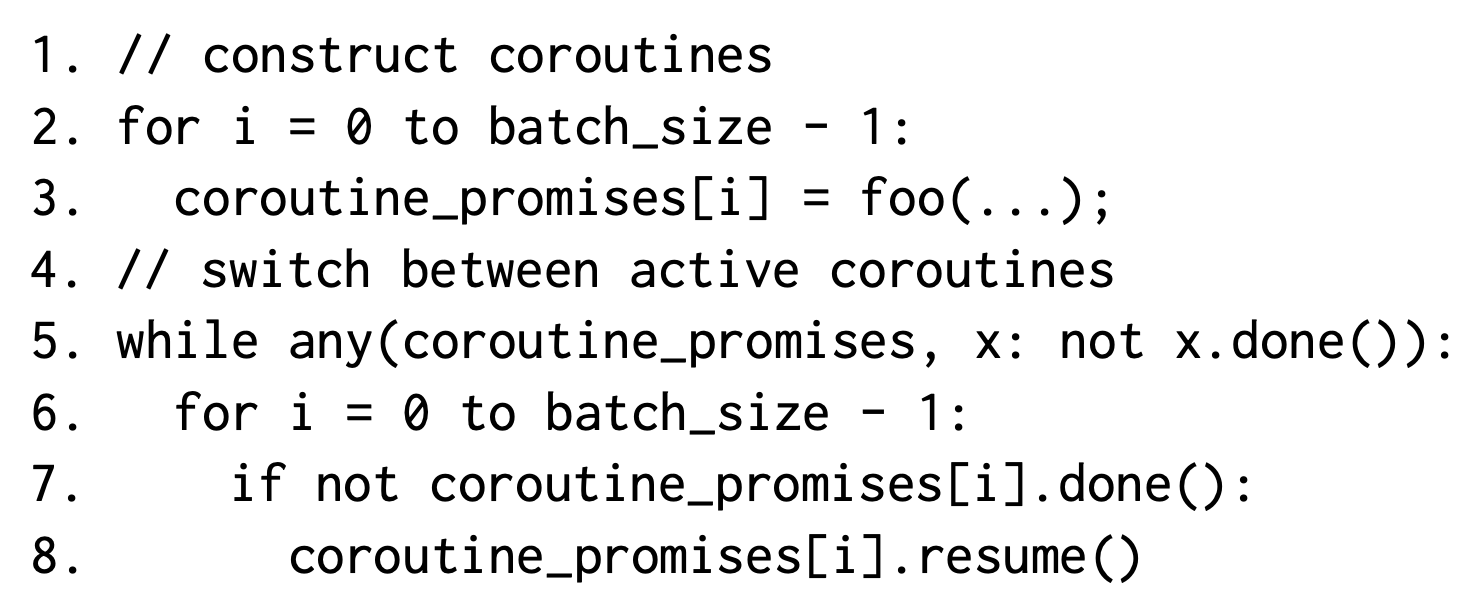 1. // construct coroutines
2. for i = 0 to batch_size - 1:
3.   coroutine_promises[i] = foo(...);
4. // switch between active coroutines
5. while any(coroutine_promises, x: not x.done()):
6.   for i = 0 to batch_size - 1:
7.     if not coroutine_promises[i].done():
8.       coroutine_promises[i].resume()